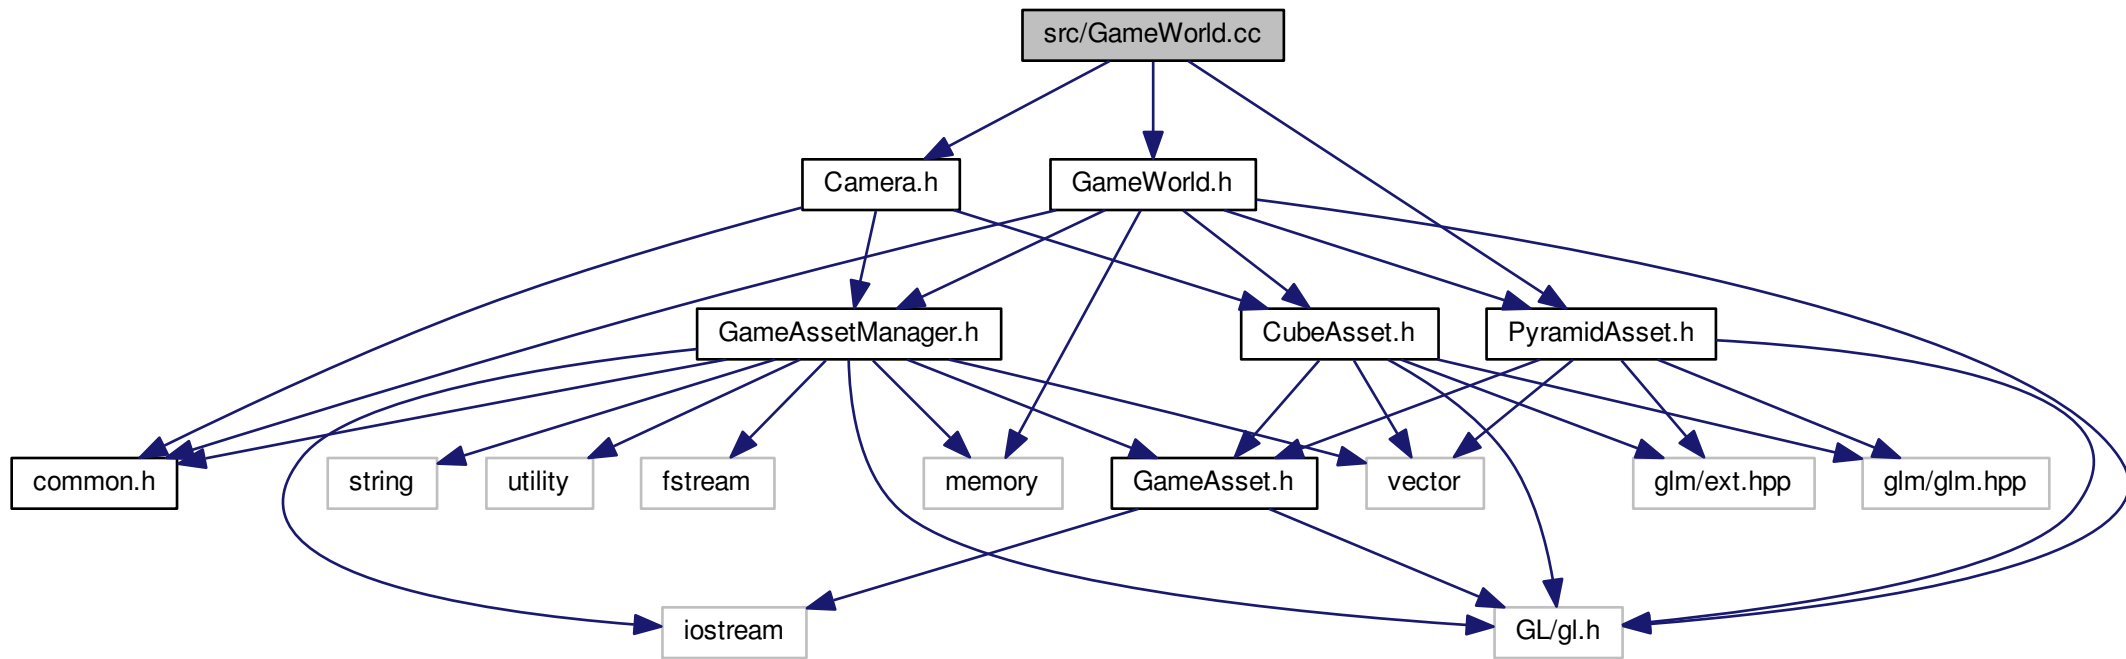 src/GameWorld.cc
Camera.h
GameWorld.h
GameAssetManager.h
CubeAsset.h
PyramidAsset.h
common.h
string
utility
fstream
memory
GameAsset.h
vector
glm/ext.hpp
glm/glm.hpp
iostream
GL/gl.h